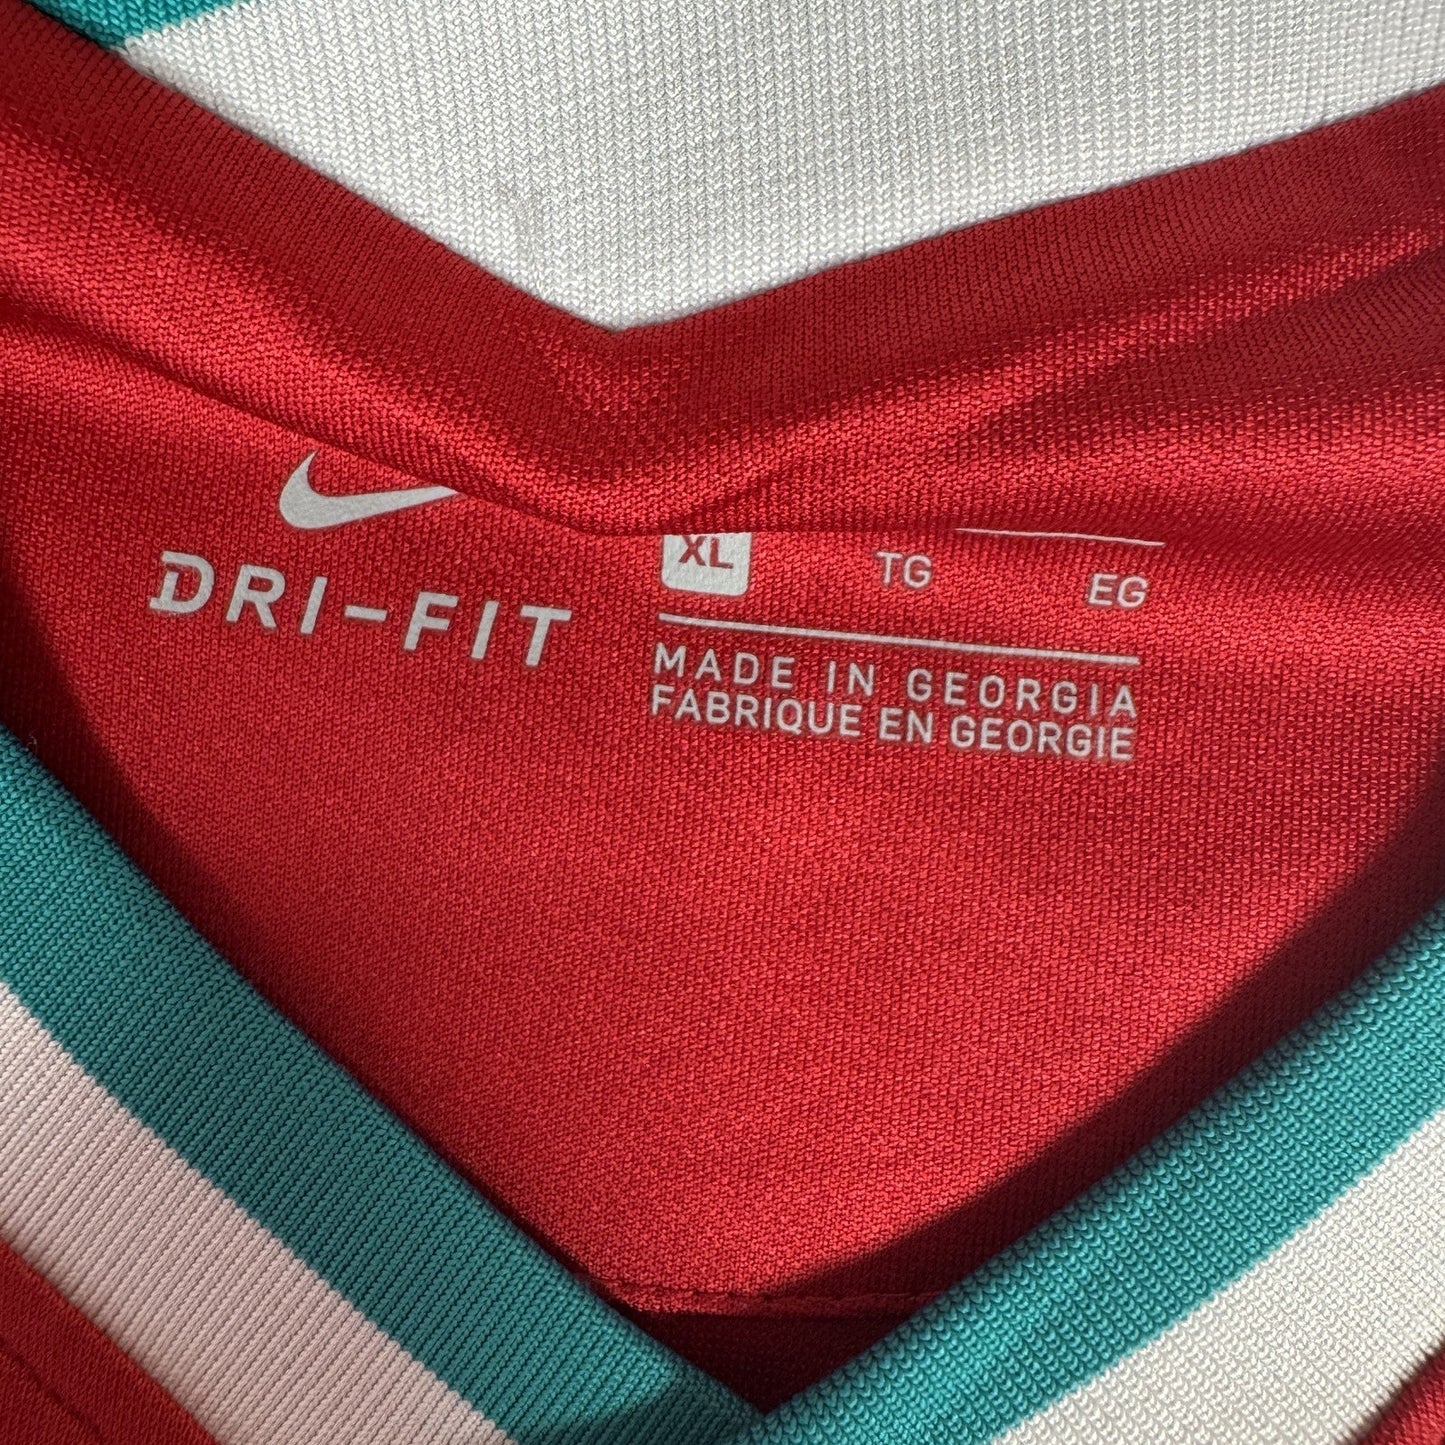 DRI-FIT
XL TG EG
MADE IN GEORGIA
FABRIQUE EN GEORGIE